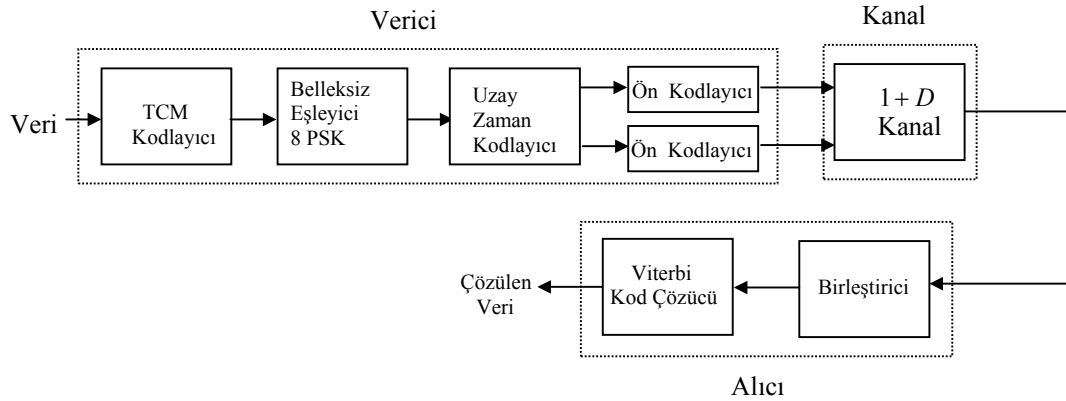 Verici
Kanal
Veri
TCM
Kodlayıcı
Belleksiz
Eşleyici
8 PSK
Uzay
Zaman
Kodlayıcı
Ön Kodlayıcı
Ön Kodlayıcı
1 + D
Kanal
Çözülen
Veri
Viterbi
Kod Çözücü
Birleştirici
Alıcı